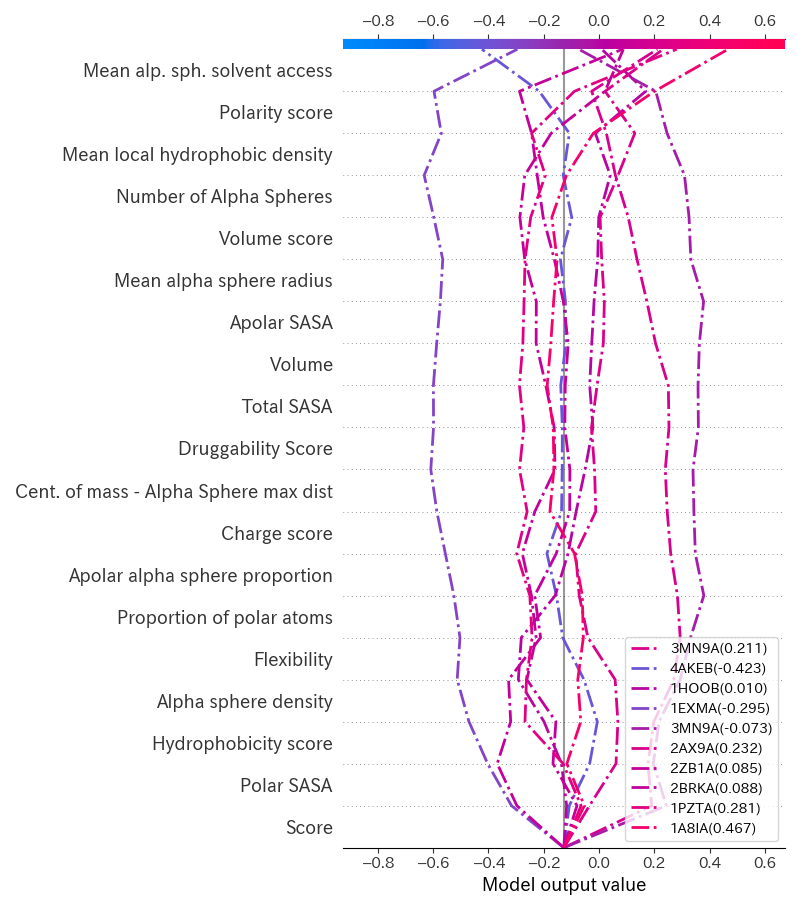 −0.8 −0.6 −0.4 −0.2 0.0 0.2 0.4 0.6
Mean alp. sph. solvent access
Polarity score
Mean local hydrophobic density
Number of Alpha Spheres
Volume score
Mean alpha sphere radius
Apolar SASA
Volume
Total SASA
Druggability Score
Cent. of mass - Alpha Sphere max dist
Charge score
Apolar alpha sphere proportion
Proportion of polar atoms
Flexibility
Alpha sphere density
Hydrophobicity score
Polar SASA
Score
3MN9A(0.211)
4AKEB(-0.423)
1HOOB(0.010)
1EXMA(-0.295)
3MN9A(-0.073)
2AX9A(0.232)
2ZB1A(0.085)
2BRKA(0.088)
1PZTA(0.281)
1A8IA(0.467)
−0.8 −0.6 −0.4 −0.2 0.0 0.2 0.4 0.6
Model output value